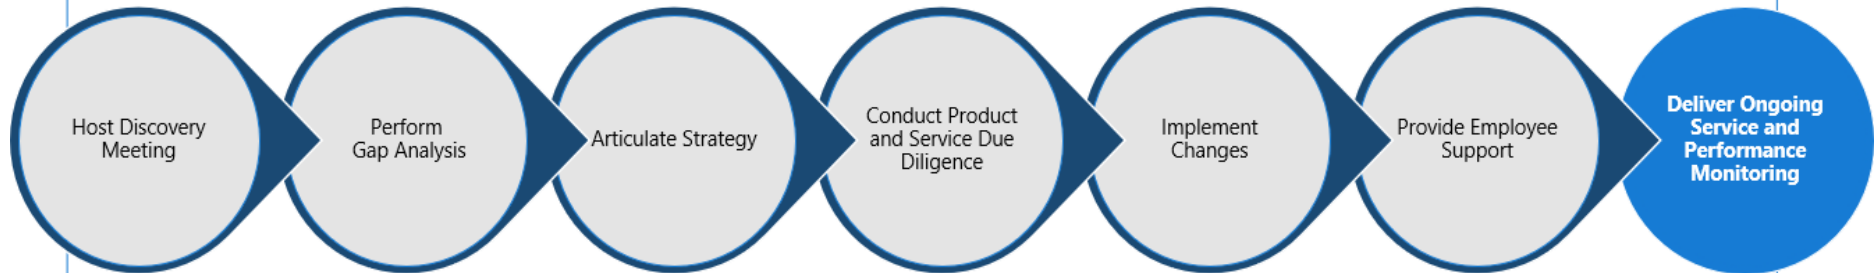 Host Discovery
Meeting
Perform
Gap Analysis
Articulate Strategy
Conduct Product
and Service Due
Diligence
Implement
Changes
Provide Employee
Support
Deliver Ongoing
Service and
Performance
Monitoring